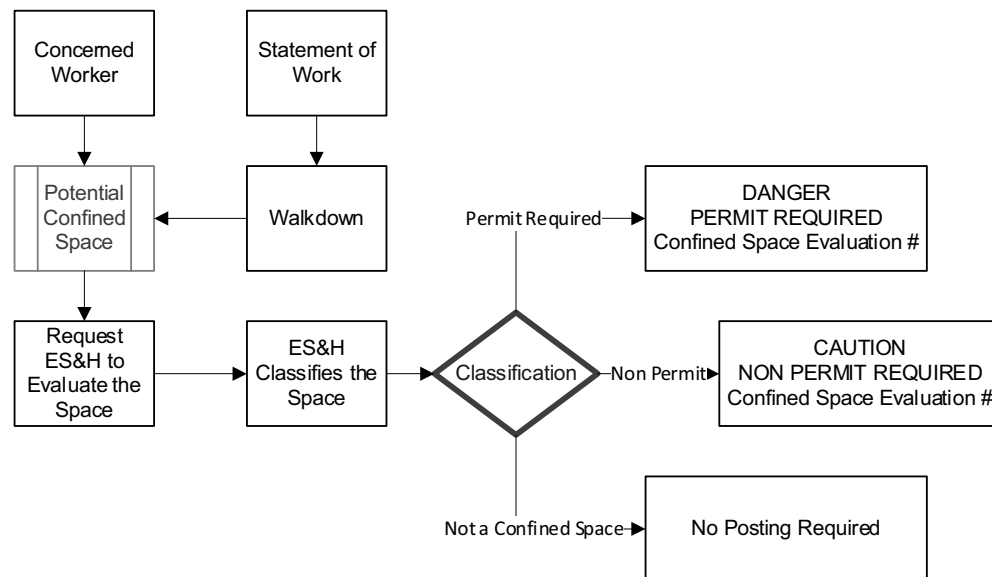 Concerned
Worker
Statement of
Work
Potential
Confined
Space
Walkdown
Permit Required
DANGER
PERMIT REQUIRED
Confined Space Evaluation #
Request
ES&H to
Evaluate the
Space
ES&H
Classifies the
Space
Classification
Non Permit
CAUTION
NON PERMIT REQUIRED
Confined Space Evaluation #
Not a Confined Space
No Posting Required